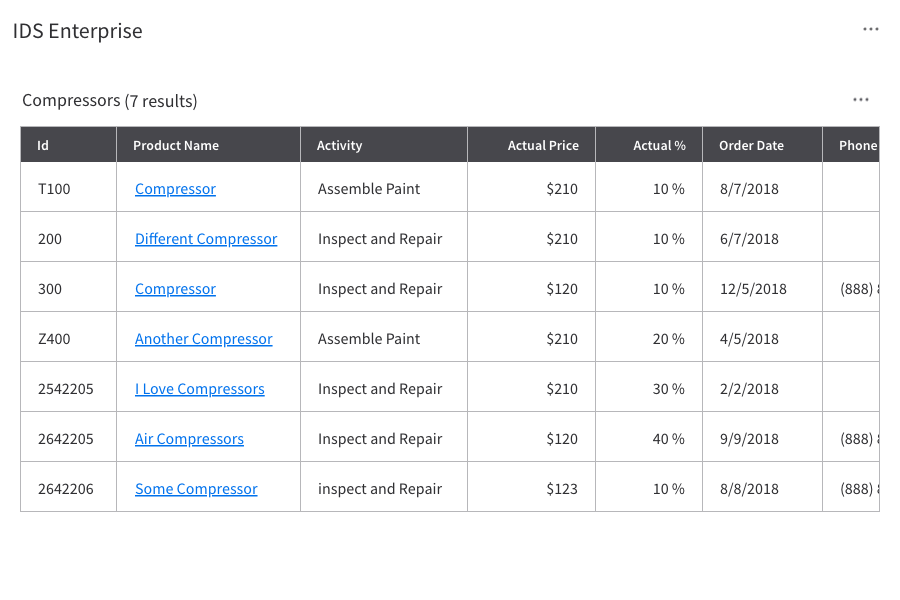 IDS Enterprise
Compressors (7 results)
Id Product Name Activity Actual Price Actual % Order Date Phone
T100 Compressor Assemble Paint $210 10 % 8/7/2018
200 Different Compressor Inspect and Repair $210 10 % 6/7/2018
300 Compressor Inspect and Repair $120 10 % 12/5/2018 (888)
Z400 Another Compressor Assemble Paint $210 20 % 4/5/2018
2542205 I Love Compressors Inspect and Repair $210 30 % 2/2/2018
2642205 Air Compressors Inspect and Repair $120 40 % 9/9/2018 (888)
2642206 Some Compressor inspect and Repair $123 10 % 8/8/2018 (888)